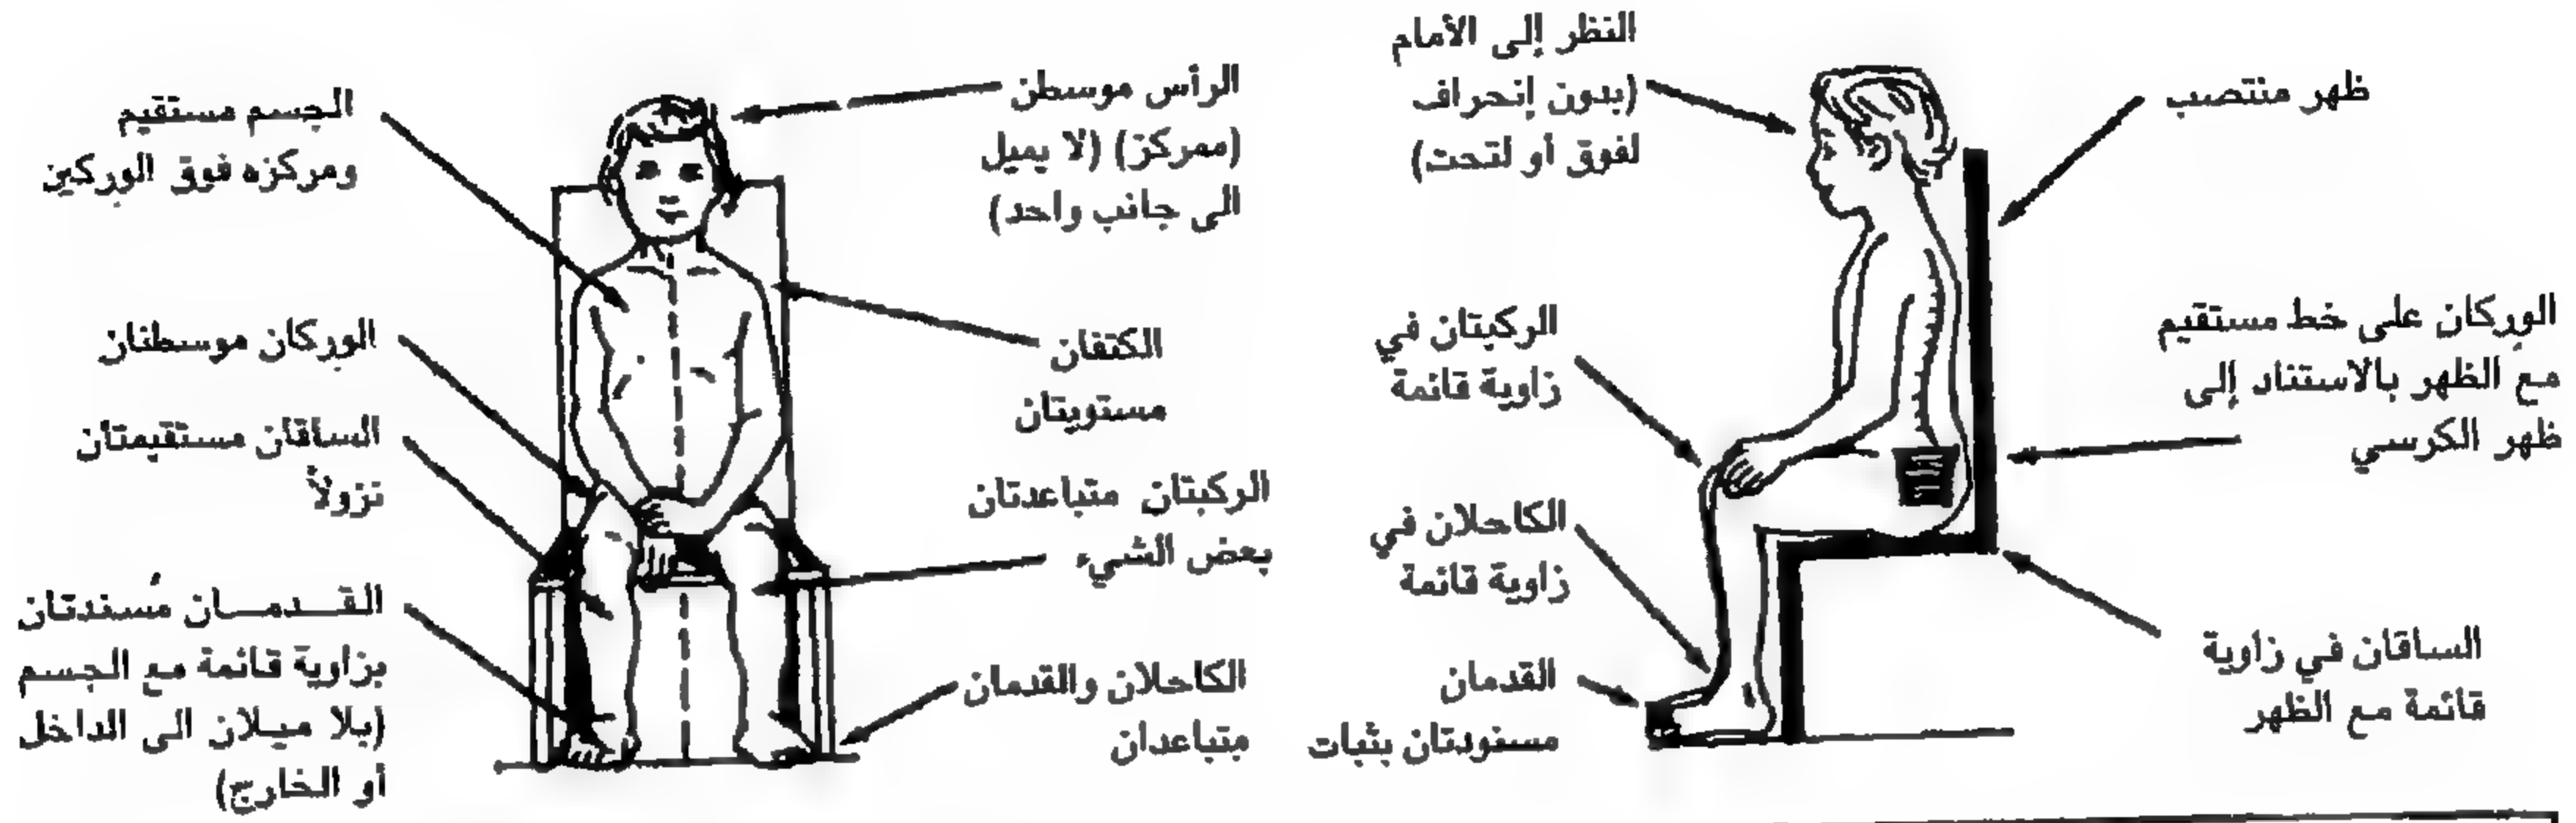 النظر إلى الأمام
(بدون إنحراف
لفوق أو لتحت)
ظهر منتصب
الوركان على خط مستقيم
مع الظهر بالاستناد إلى
ظهر الكرسي
الركبتان في
زاوية قائمة
الكاحلان في
زاوية قائمة
الساقان في زاوية
قائمة مع الظهر
القدمان
مسنودتان بثبات
الرأس موسطن
(ممركز) (لا يميل
الى جانب واحد)
الجسم مستقيم
ومركزه فوق الوركين
الكتفان
مستويتان
الوركان موسطنان
الساقان مستقيمتان
نزولاً
الركبتان متباعدتان
بعض الشيء
القدمان مُسندتان
بزاوية قائمة مع الجسم
(بلا ميلان الى الداخل
أو الخارج)
الكاحلان والقدمان
متباعدان